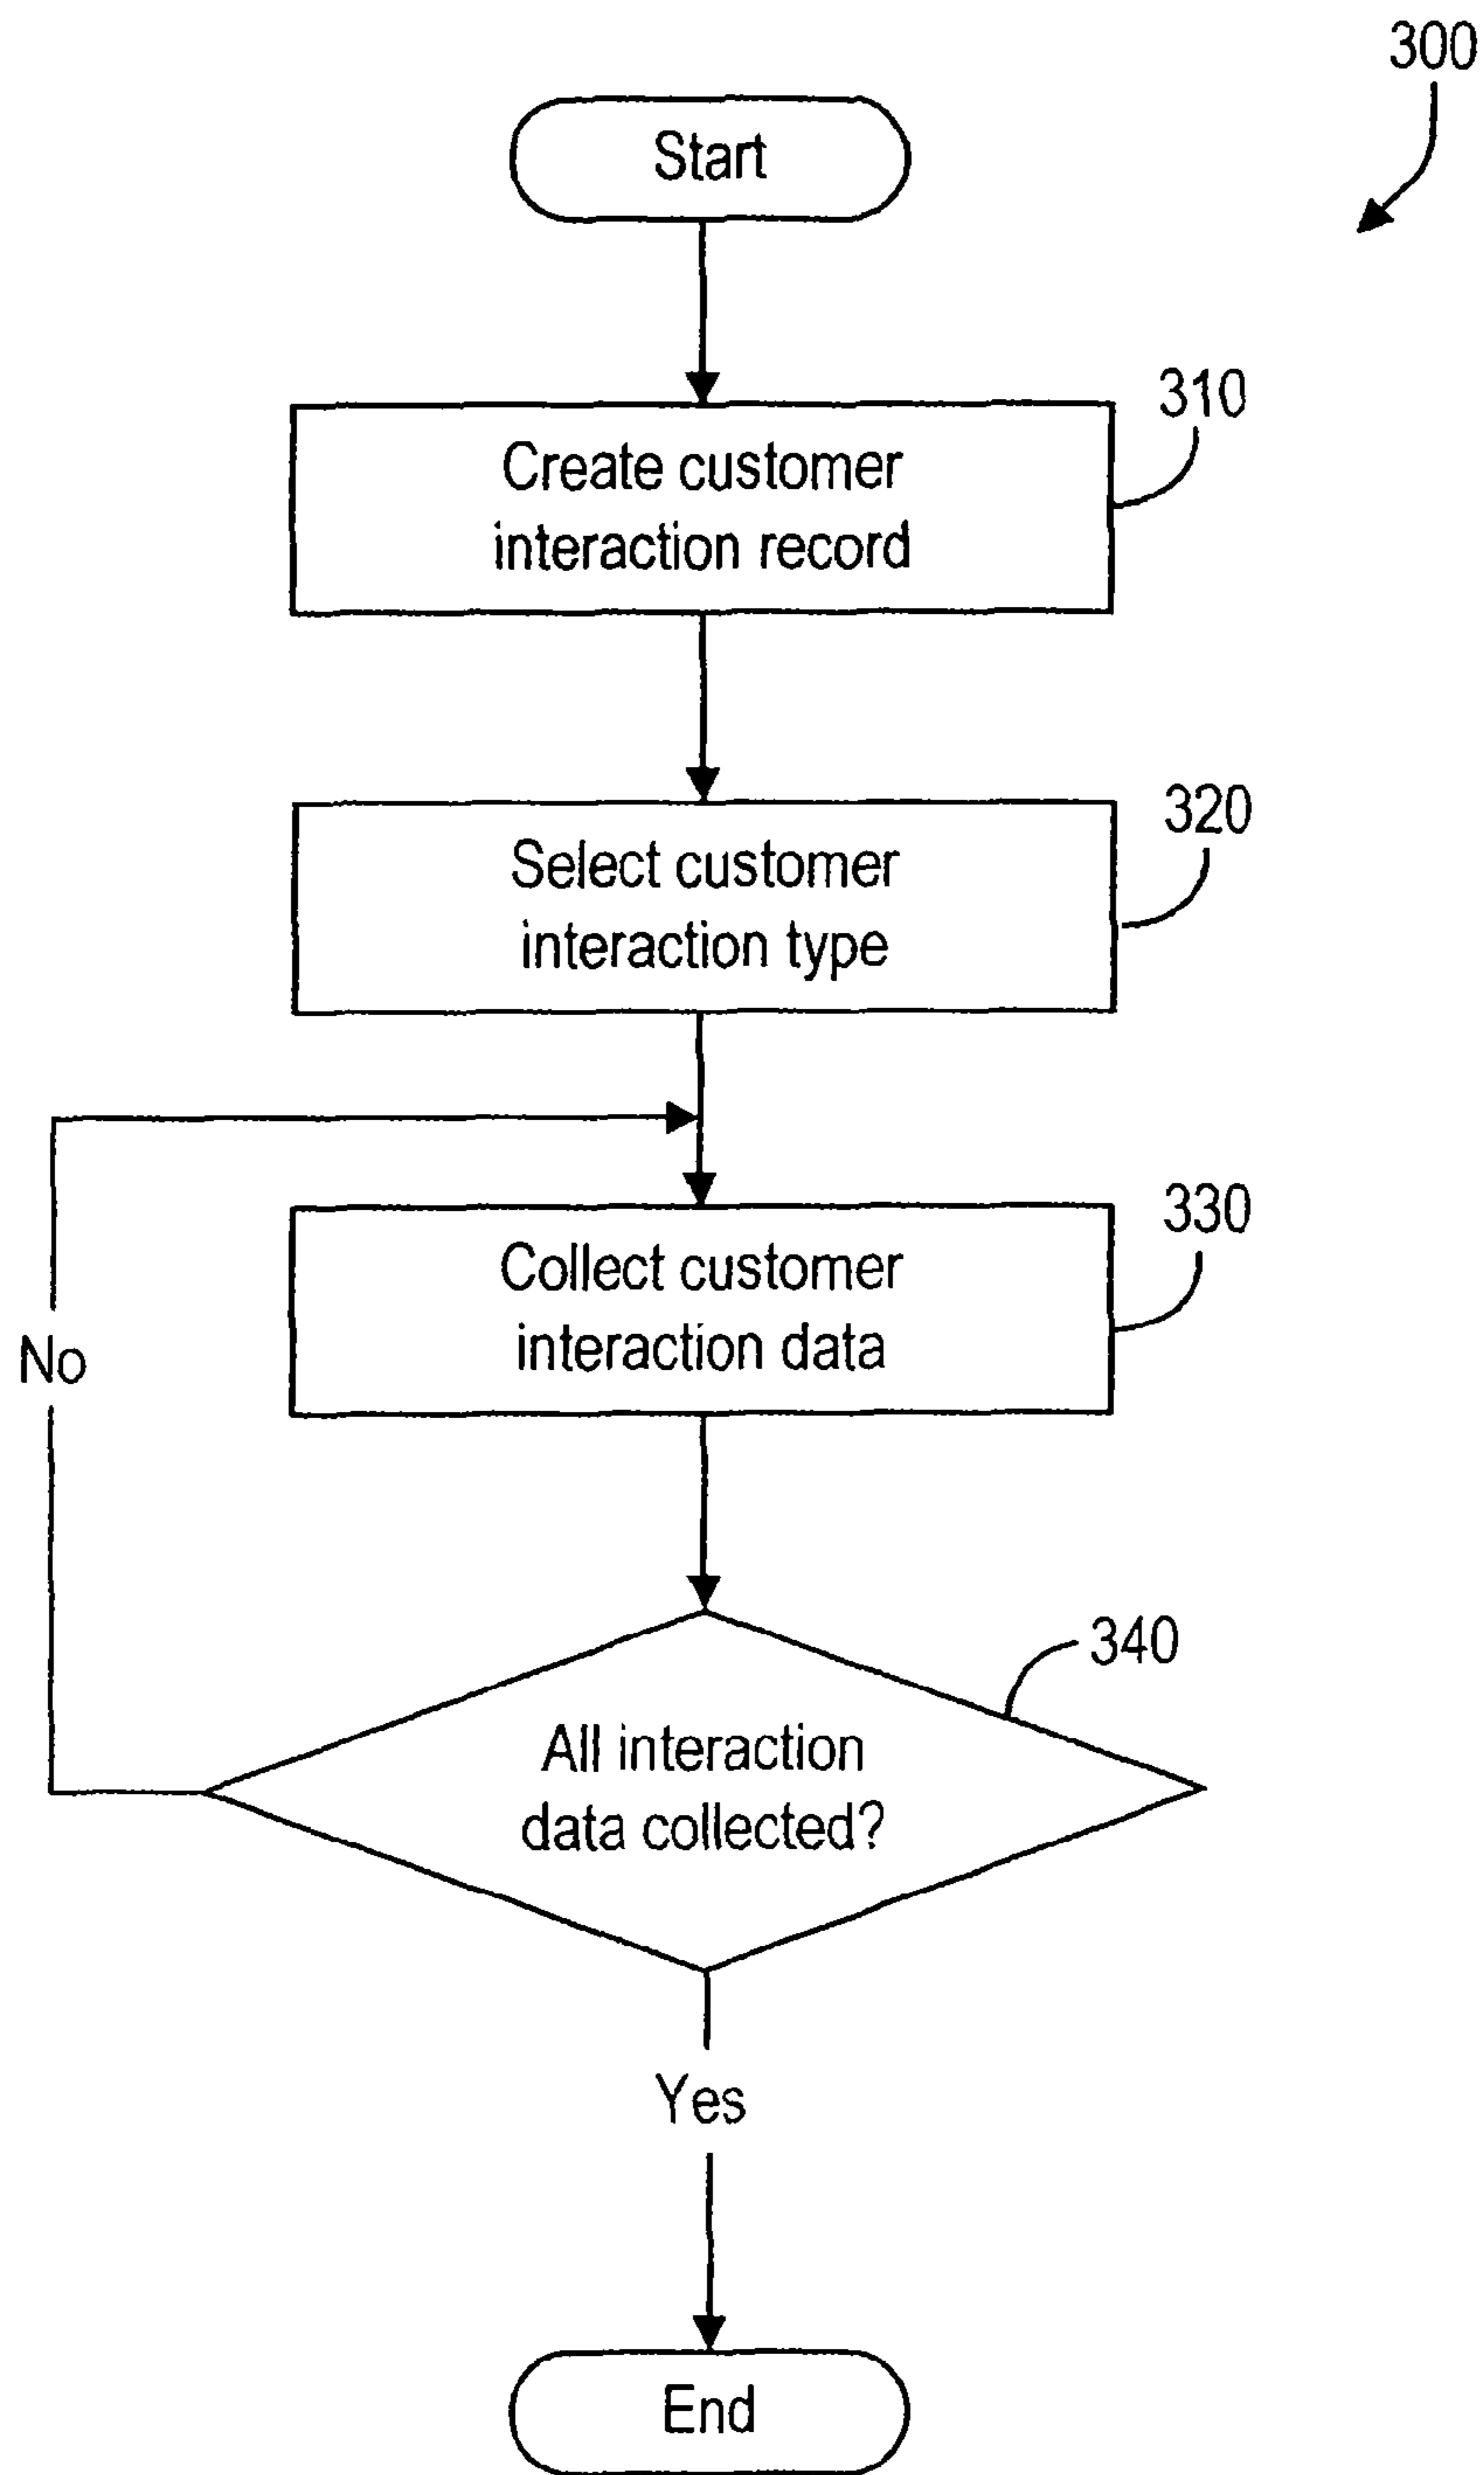 300
Start
310
Create customer
interaction record
320
Select customer
interaction type
330
Collect customer
interaction data
No
340
All interaction
data collected?
Yes
End